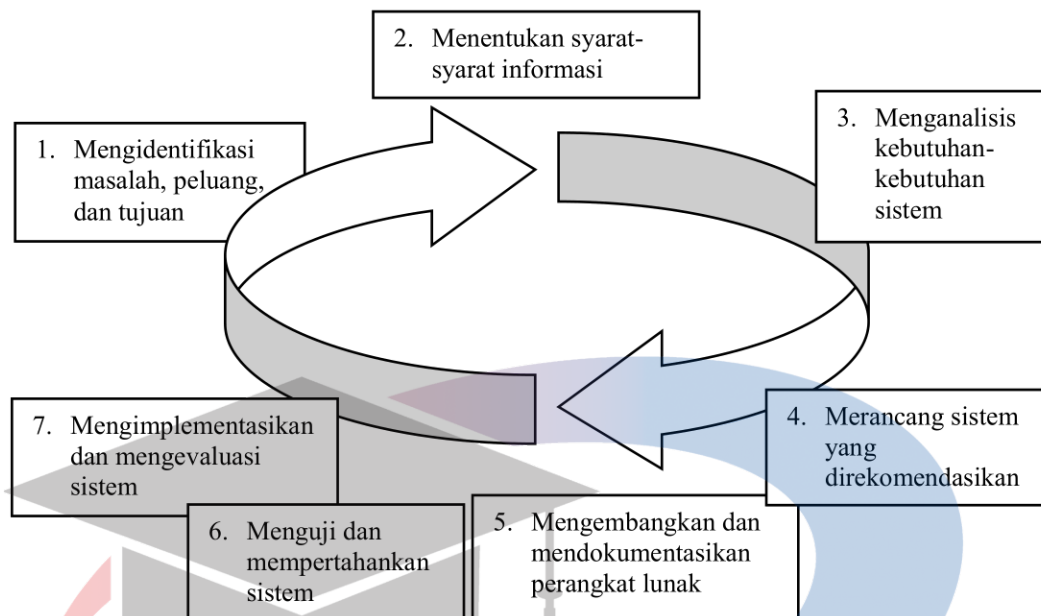 1. Mengidentifikasi
masalah, peluang,
dan tujuan
2. Menentukan syarat-
syarat informasi
3. Menganalisis
kebutuhan-
kebutuhan
sistem
4. Merancang sistem
yang
direkomendasikan
5. Mengembangkan dan
mendokumentasikan
perangkat lunak
6. Menguji dan
mempertahankan
sistem
7. Mengimplementasikan
dan mengevaluasi
sistem